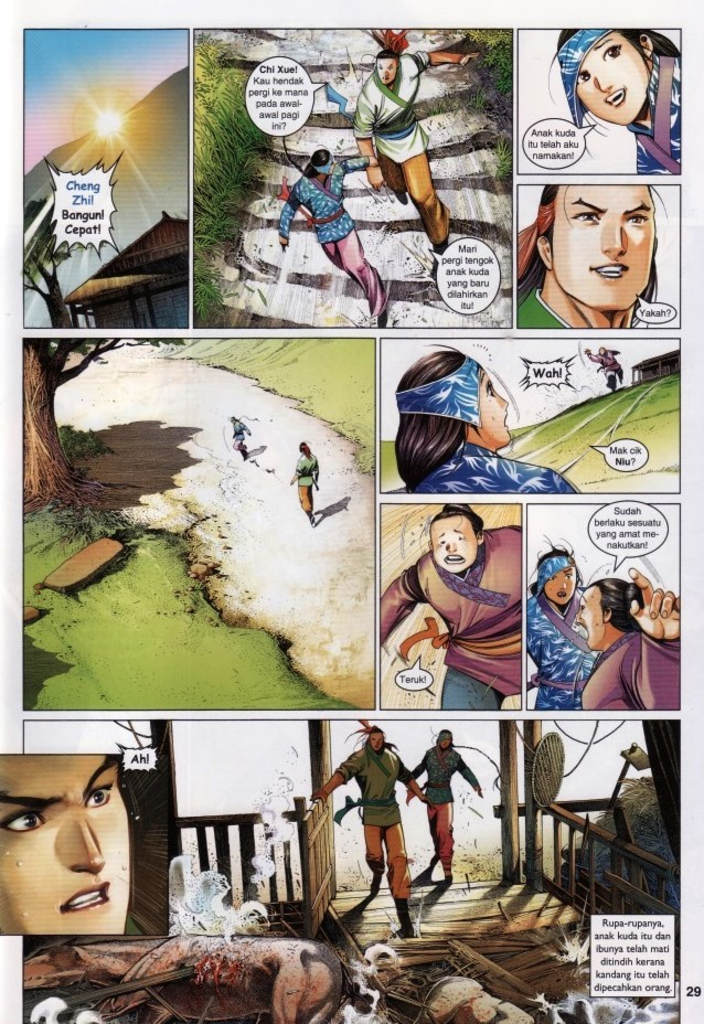 Cheng
Zhi!
Bangun!
Cepat!
Chi Xue!
Kau hendak
pergi ke mana
pada awal-
awal pagi
ini?
Mari
pergi tengok
anak kuda
yang baru
dilahirkan
itu!
Anak kuda
itu telah aku
namakan!
Yakah?
Wah!
Mak cik
Niu?
Teruk!
Sudah
berlaku sesuatu
yang amat me-
nakutkan!
Ah!
Rupa-rupanya,
anak kuda itu dan
ibunya telah mati
ditindih kerana
kandang itu telah
dipecahkan orang.
29